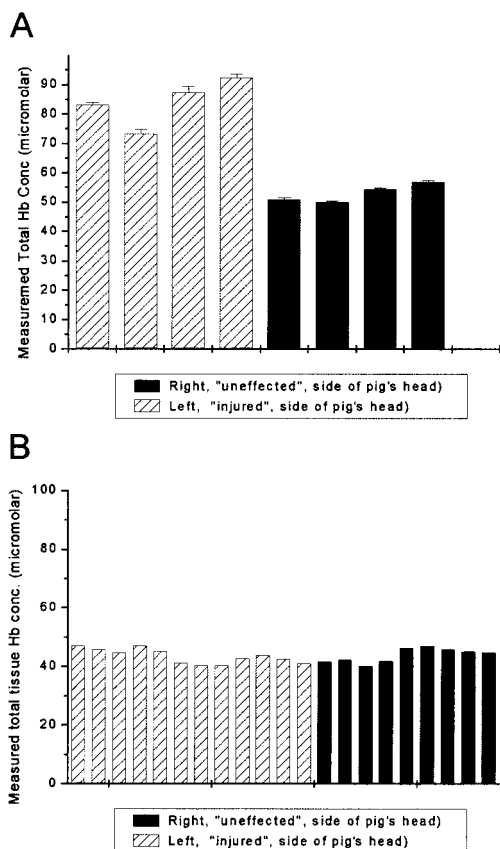 A
Measuremed Total Hb Conc (micromolar)
90
80
70
60
50
40
30
20
10
0
Right, "uneffected", side of pig's head)
Left, "injured", side of pig's head)
B
Measured total tissue Hb conc. (micromolar)
100
80
60
40
20
0
Right, "uneffected", side of pig's head)
Left, "injured", side of pig's head)